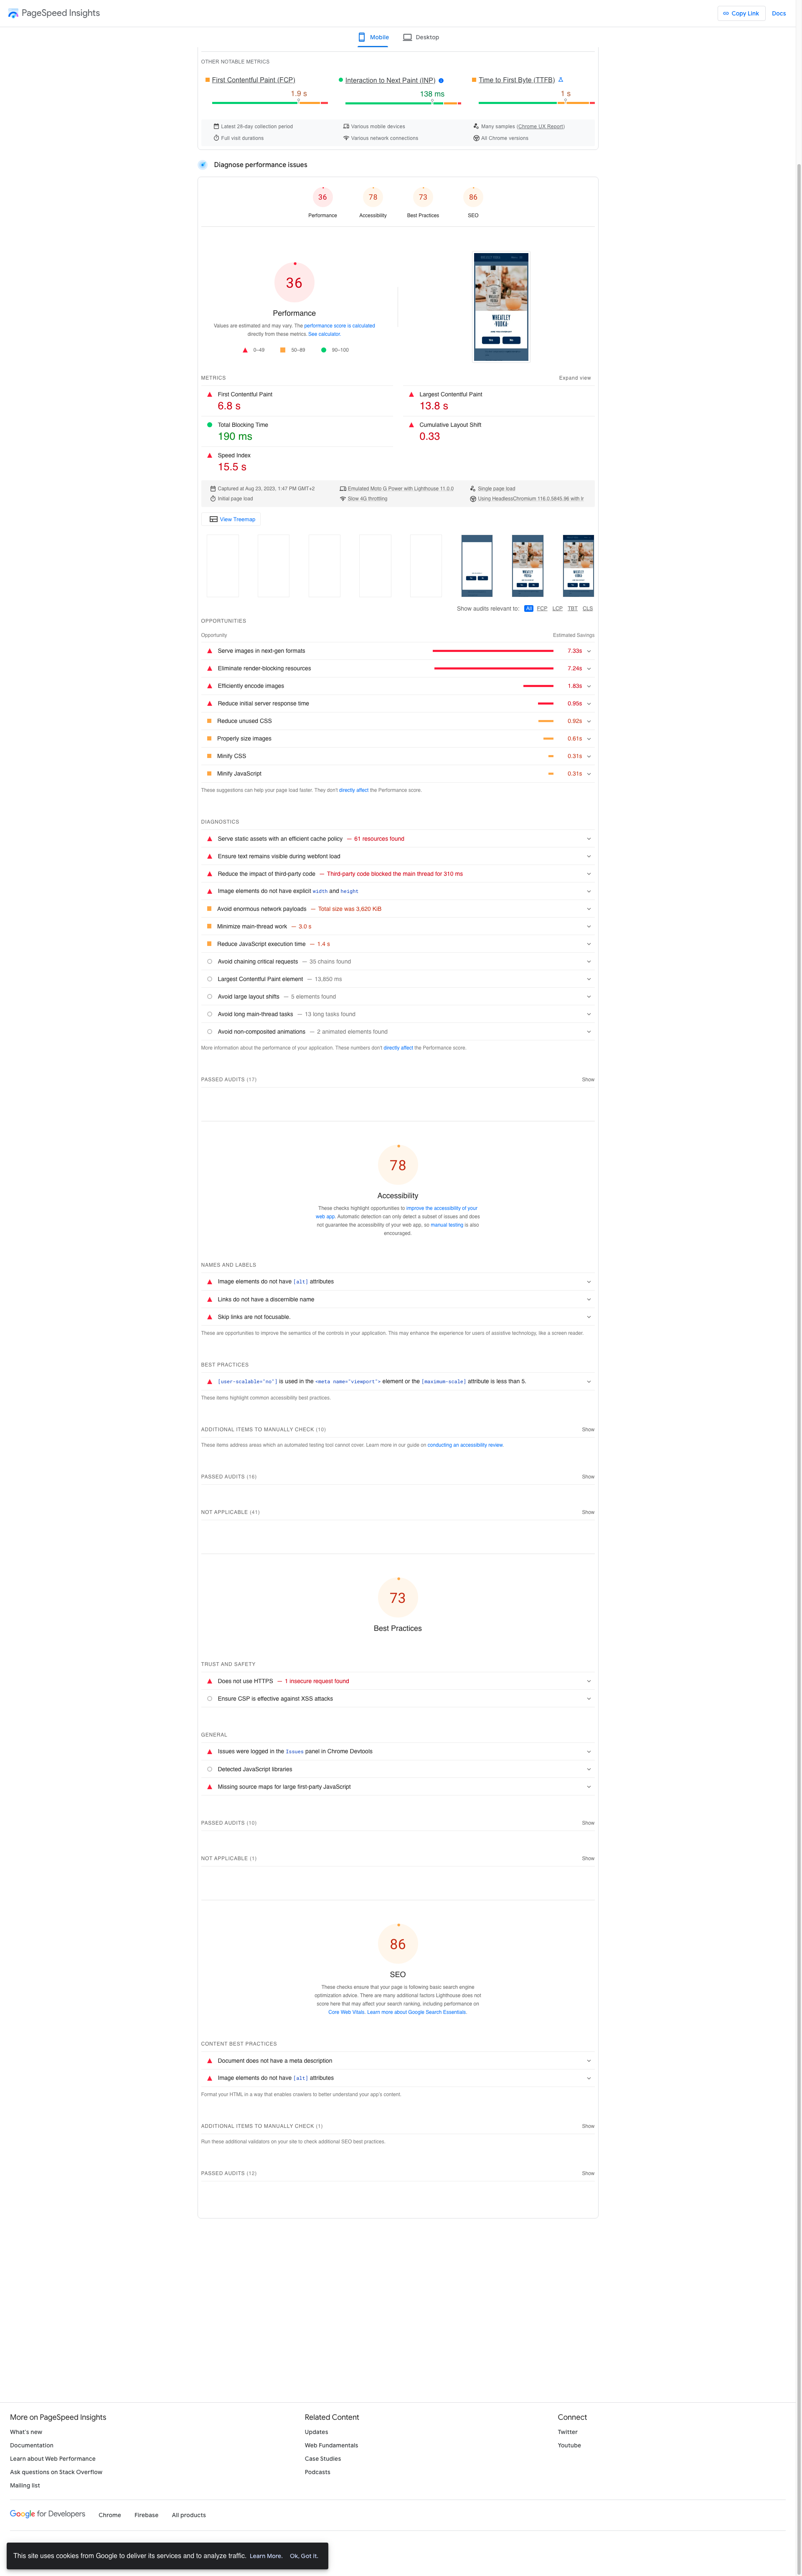 PageSpeed Insights
Copy Link
Docs
Mobile
Desktop
OTHER NOTABLE METRICS
First Contentful Paint (FCP)
1.9 s
Interaction to Next Paint (INP)
138 ms
Time to First Byte (TTFB)
1 s
Latest 28-day collection period
Various mobile devices
Many samples (Chrome UX Report)
Full visit durations
Various network connections
All Chrome versions
Diagnose performance issues
36
78
73
86
Performance
Accessibility
Best Practices
SEO
36
Performance
Values are estimated and may vary. The performance score is calculated
directly from these metrics. See calculator.
0–49
50–89
90–100
WHEATLEY
VODKA
METRICS
Expand view
First Contentful Paint
6.8 s
Largest Contentful Paint
13.8 s
Total Blocking Time
190 ms
Cumulative Layout Shift
0.33
Speed Index
15.5 s
Captured at Aug 23, 2023, 1:47 PM GMT+2
Emulated Moto G Power with Lighthouse 11.0.0
Single page load
Initial page load
Slow 4G throttling
Using HeadlessChromium 116.0.5845.96 with lr
View Treemap
Show audits relevant to:
All
FCP
LCP
TBT
CLS
OPPORTUNITIES
Opportunity
Estimated Savings
Serve images in next-gen formats
7.33s
Eliminate render-blocking resources
7.24s
Efficiently encode images
1.83s
Reduce initial server response time
0.95s
Reduce unused CSS
0.92s
Properly size images
0.61s
Minify CSS
0.31s
Minify JavaScript
0.31s
These suggestions can help your page load faster. They don't directly affect the Performance score.
DIAGNOSTICS
Serve static assets with an efficient cache policy — 61 resources found
Ensure text remains visible during webfont load
Reduce the impact of third-party code — Third-party code blocked the main thread for 310 ms
Image elements do not have explicit width and height
Avoid enormous network payloads — Total size was 3,620 KiB
Minimize main-thread work — 3.0 s
Reduce JavaScript execution time — 1.4 s
Avoid chaining critical requests — 35 chains found
Largest Contentful Paint element — 13,850 ms
Avoid large layout shifts — 5 elements found
Avoid long main-thread tasks — 13 long tasks found
Avoid non-composited animations — 2 animated elements found
More information about the performance of your application. These numbers don't directly affect the Performance score.
PASSED AUDITS (17)
Show
78
Accessibility
These checks highlight opportunities to improve the accessibility of your
web app. Automatic detection can only detect a subset of issues and does
not guarantee the accessibility of your web app, so manual testing is also
encouraged.
NAMES AND LABELS
Image elements do not have [alt] attributes
Links do not have a discernible name
Skip links are not focusable.
These are opportunities to improve the semantics of the controls in your application. This may enhance the experience for users of assistive technology, like a screen reader.
BEST PRACTICES
[user-scalable="no"] is used in the <meta name="viewport"> element or the [maximum-scale] attribute is less than 5.
These items highlight common accessibility best practices.
ADDITIONAL ITEMS TO MANUALLY CHECK (10)
Show
These items address areas which an automated testing tool cannot cover. Learn more in our guide on conducting an accessibility review.
PASSED AUDITS (16)
Show
NOT APPLICABLE (41)
Show
73
Best Practices
TRUST AND SAFETY
Does not use HTTPS — 1 insecure request found
Ensure CSP is effective against XSS attacks
GENERAL
Issues were logged in the Issues panel in Chrome Devtools
Detected JavaScript libraries
Missing source maps for large first-party JavaScript
PASSED AUDITS (10)
Show
NOT APPLICABLE (1)
Show
86
SEO
These checks ensure that your page is following basic search engine
optimization advice. There are many additional factors Lighthouse does not
score here that may affect your search ranking, including performance on
Core Web Vitals. Learn more about Google Search Essentials.
CONTENT BEST PRACTICES
Document does not have a meta description
Image elements do not have [alt] attributes
Format your HTML in a way that enables crawlers to better understand your app's content.
ADDITIONAL ITEMS TO MANUALLY CHECK (1)
Show
Run these additional validators on your site to check additional SEO best practices.
PASSED AUDITS (12)
Show
More on PageSpeed Insights
What's new
Documentation
Learn about Web Performance
Ask questions on Stack Overflow
Mailing list
Related Content
Updates
Web Fundamentals
Case Studies
Podcasts
Connect
Twitter
Youtube
Google for Developers
Chrome
Firebase
All products
This site uses cookies from Google to deliver its services and to analyze traffic. Learn More. Ok, Got it.